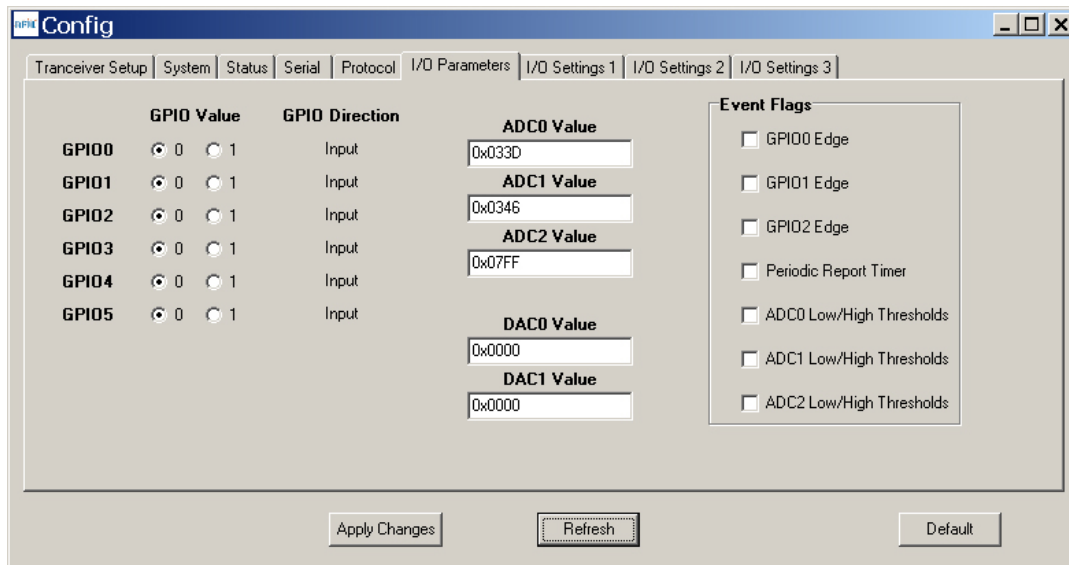 RFM Config
Tranceiver Setup System Status Serial Protocol I/O Parameters I/O Settings 1 I/O Settings 2 I/O Settings 3
GPIO Value GPIO Direction
GPIO0 0 1 Input
GPIO1 0 1 Input
GPIO2 0 1 Input
GPIO3 0 1 Input
GPIO4 0 1 Input
GPIO5 0 1 Input
ADC0 Value
0x033D
ADC1 Value
0x0346
ADC2 Value
0x07FF
DAC0 Value
0x0000
DAC1 Value
0x0000
Event Flags
GPIO0 Edge
GPIO1 Edge
GPIO2 Edge
Periodic Report Timer
ADC0 Low/High Thresholds
ADC1 Low/High Thresholds
ADC2 Low/High Thresholds
Apply Changes Refresh Default